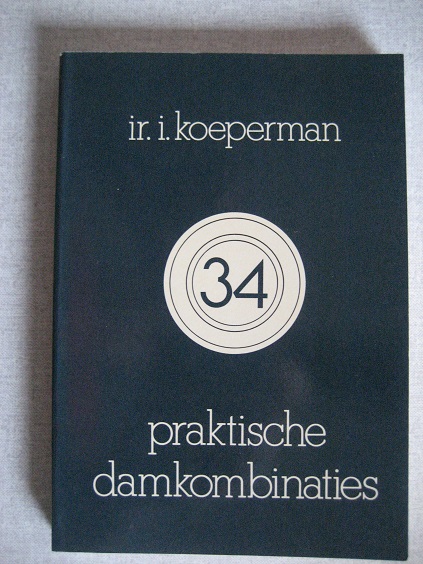 ir. i. koeperman
34
praktische
damkombinaties